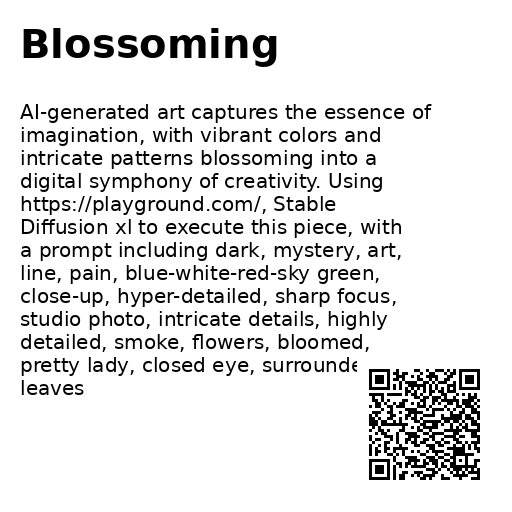 Blossoming
AI-generated art captures the essence of
imagination, with vibrant colors and
intricate patterns blossoming into a
digital symphony of creativity. Using
https://playground.com/, Stable
Diffusion xl to execute this piece, with
a prompt including dark, mystery, art,
line, pain, blue-white-red-sky green,
close-up, hyper-detailed, sharp focus,
studio photo, intricate details, highly
detailed, smoke, flowers, bloomed,
pretty lady, closed eye,
leaves